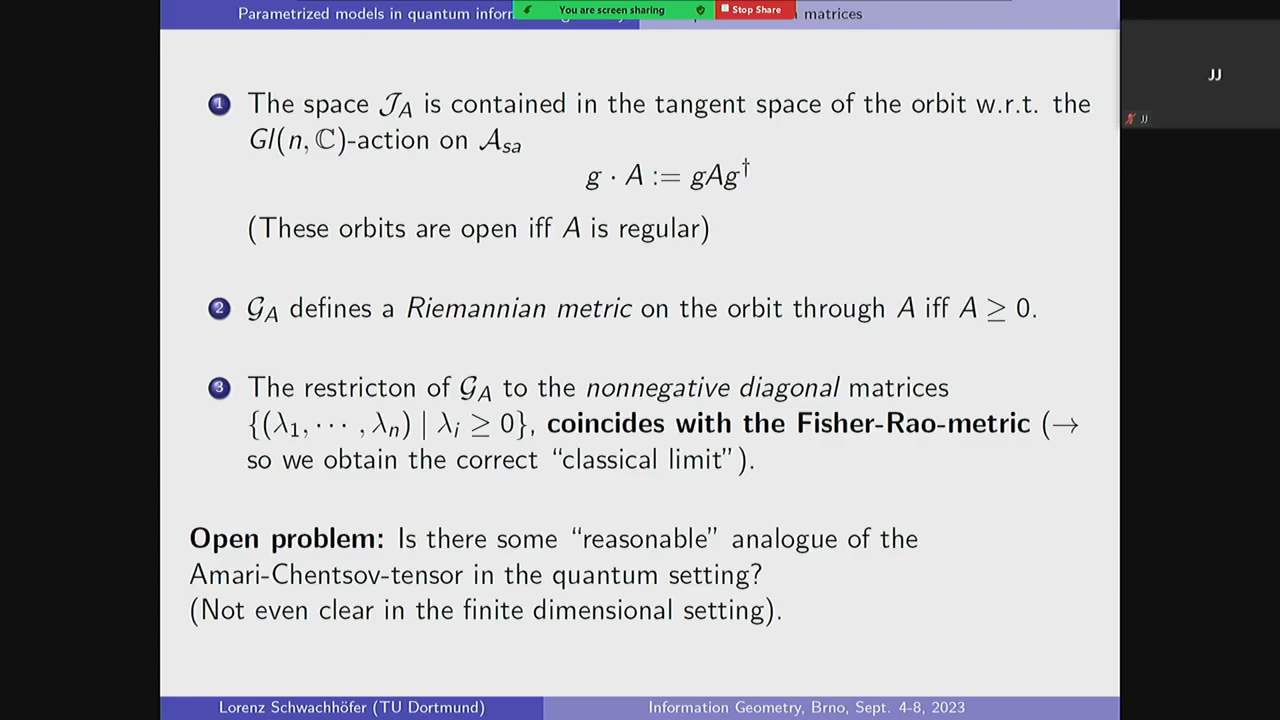 Parametrized models in quantum infor
You are screen sharing
Stop Share
matrices
JJ
JJ
1 The space 𝒥_A is contained in the tangent space of the orbit w.r.t. the
Gl(n, ℂ)-action on 𝒜_sa
g · A := gAg†
(These orbits are open iff A is regular)
2 𝒢_A defines a Riemannian metric on the orbit through A iff A ≥ 0.
3 The restricton of 𝒢_A to the nonnegative diagonal matrices
{(λ₁, ⋯ , λₙ) | λᵢ ≥ 0}, coincides with the Fisher-Rao-metric (→
so we obtain the correct “classical limit”).
Open problem: Is there some “reasonable” analogue of the
Amari-Chentsov-tensor in the quantum setting?
(Not even clear in the finite dimensional setting).
Lorenz Schwachhöfer (TU Dortmund)
Information Geometry, Brno, Sept. 4-8, 2023